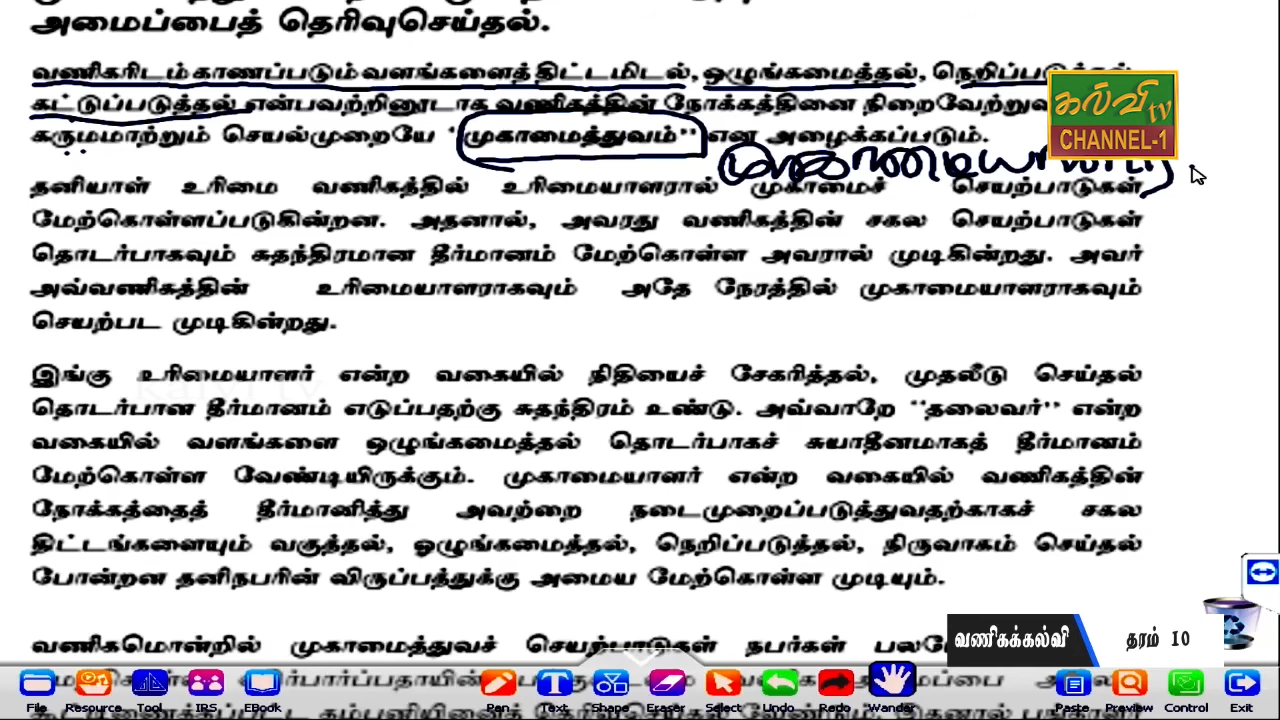 அமைப்பைத் தெரிவுசெய்தல்.
வணிகரிடம் காணப்படும் வளங்களைத் திட்டமிடல், ஒழுங்கமைத்தல், நெறிப்படுத்தல்
கட்டுப்படுத்தல் என்பவற்றினூடாக வணிகத்தின் நோக்கத்தினை நிறைவேற்றுவ
கருமமாற்றும் செயல்முறையே “முகாமைத்துவம்” என அழைக்கப்படும்.
கல்வி tv
CHANNEL-1
தனியாள் உரிமை வணிகத்தில் உரிமையாளரால் முகாமைச் செயற்பாடுகள்
மேற்கொள்ளப்படுகின்றன. அதனால், அவரது வணிகத்தின் சகல செயற்பாடுகள்
தொடர்பாகவும் சுதந்திரமான தீர்மானம் மேற்கொள்ள அவரால் முடிகின்றது. அவர்
அவ்வணிகத்தின் உரிமையாளராகவும் அதே நேரத்தில் முகாமையாளராகவும்
செயற்பட முடிகின்றது.
இங்கு உரிமையாளர் என்ற வகையில் நிதியைச் சேகரித்தல், முதலீடு செய்தல்
தொடர்பான தீர்மானம் எடுப்பதற்கு சுதந்திரம் உண்டு. அவ்வாறே “தலைவர்” என்ற
வகையில் வளங்களை ஒழுங்கமைத்தல் தொடர்பாகச் சுயாதீனமாகத் தீர்மானம்
மேற்கொள்ள வேண்டியிருக்கும். முகாமையாளர் என்ற வகையில் வணிகத்தின்
நோக்கத்தைத் தீர்மானித்து அவற்றை நடைமுறைப்படுத்துவதற்காகச் சகல
திட்டங்களையும் வகுத்தல், ஒழுங்கமைத்தல், நெறிப்படுத்தல், நிருவாகம் செய்தல்
போன்றன தனிநபரின் விருப்பத்துக்கு அமைய மேற்கொள்ள முடியும்.
வணிகமொன்றில் முகாமைத்துவச் செயற்பாடுகள் நபர்கள்
வணிகக்கல்வி தரம் 10
File Resource Tool IRS EBook Pen Text Shape Eraser Select Undo Redo Wander Paste Preview Control Exit